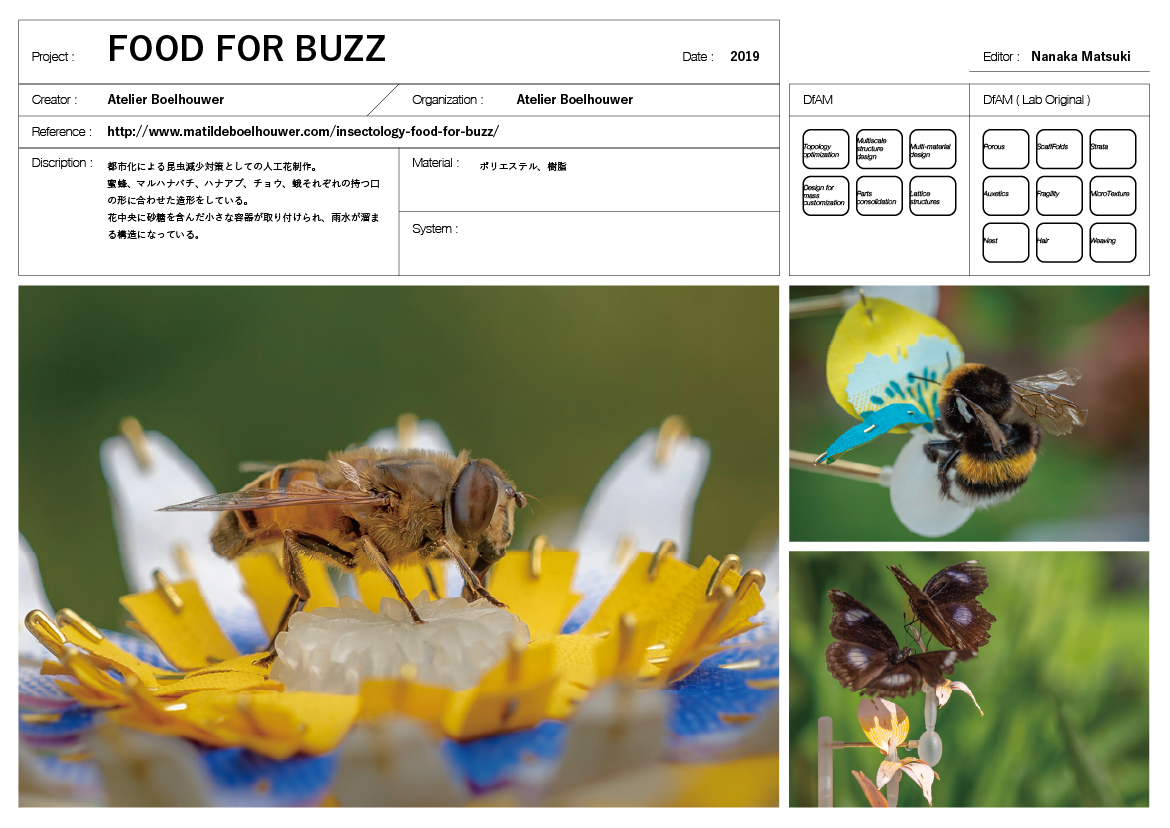 Project : FOOD FOR BUZZ Date : 2019
Editor : Nanaka Matsuki
Creator : Atelier Boelhouwer Organization : Atelier Boelhouwer
Reference : http://www.matildeboelhouwer.com/insectology-food-for-buzz/
Discription : 都市化による昆虫減少対策としての人工花制作。
蜜蜂、マルハナバチ、ハナアブ、チョウ、蛾それぞれの持つ口
の形に合わせた造形をしている。
花中央に砂糖を含んだ小さな容器が取り付けられ、雨水が溜ま
る構造になっている。
Material : ポリエステル、樹脂
System :
DfAM
Topology
optimization
Multiscale
structure
design
Multi-material
design
Design for
mass
customization
Parts
consolidation
Lattice
structures
DfAM ( Lab Original )
Porous
ScaffFolds
Strata
Auxetics
Fragility
MicroTexture
Nest
Hair
Weaving